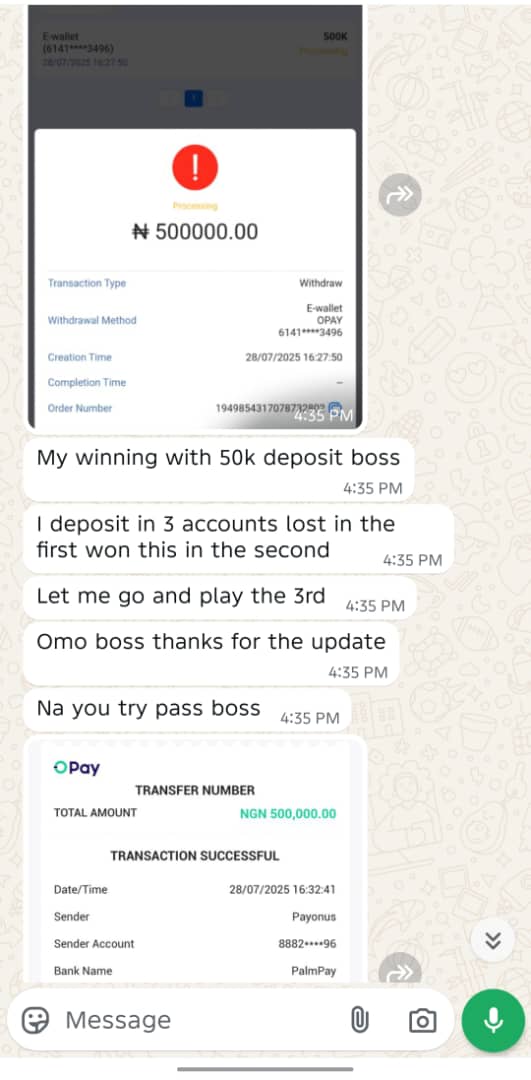 E-wallet
500K
(6141****3496)
Processing
28/07/2025 16:27:50
1
!
Processing
₦ 500000.00
Transaction Type
Withdraw
Withdrawal Method
E-wallet
OPAY
6141****3496
Creation Time
28/07/2025 16:27:50
Completion Time
–
Order Number
4:35 PM
My winning with 50k deposit boss
4:35 PM
I deposit in 3 accounts lost in the
first won this in the second
4:35 PM
Let me go and play the 3rd
4:35 PM
Omo boss thanks for the update
4:35 PM
Na you try pass boss
4:35 PM
OPay
TRANSFER NUMBER
TOTAL AMOUNT
NGN 500,000.00
TRANSACTION SUCCESSFUL
Date/Time
28/07/2025 16:32:41
Sender
Payonus
Sender Account
8882****96
Bank Name
PalmPay
Message